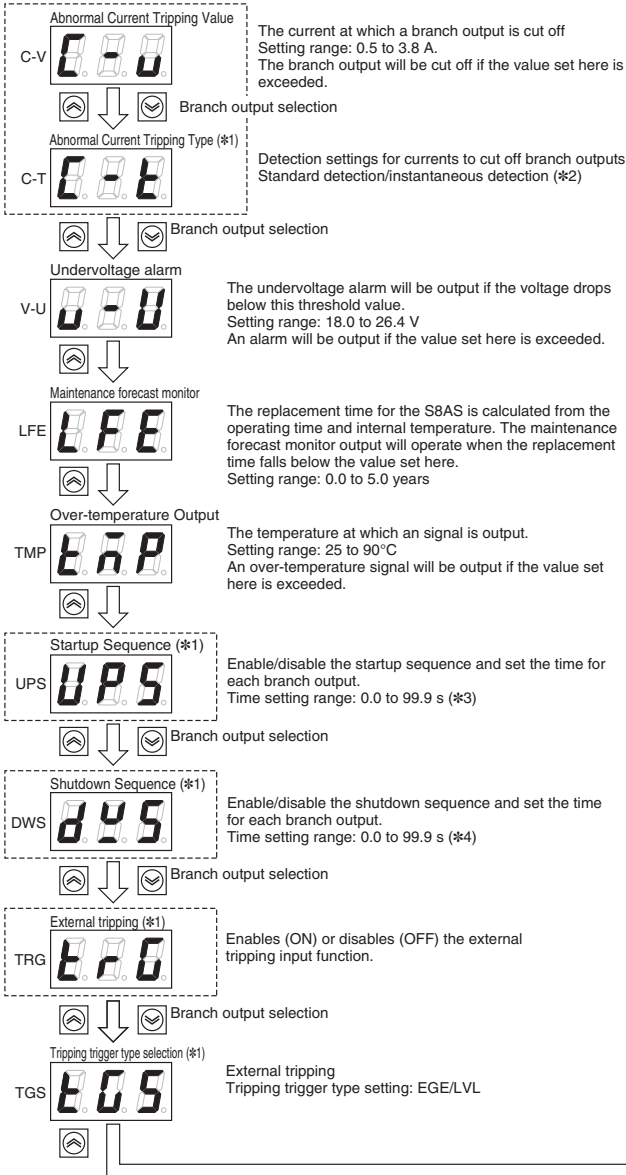 Abnormal Current Tripping Value
C-V
C-v
The current at which a branch output is cut off
Setting range: 0.5 to 3.8 A.
The branch output will be cut off if the value set here is
exceeded.
Branch output selection
Abnormal Current Tripping Type (✽1)
C-T
C-t
Detection settings for currents to cut off branch outputs
Standard detection/instantaneous detection (✽2)
Branch output selection
Undervoltage alarm
V-U
v-U
The undervoltage alarm will be output if the voltage drops
below this threshold value.
Setting range: 18.0 to 26.4 V
An alarm will be output if the value set here is exceeded.
Maintenance forecast monitor
LFE
LFE
The replacement time for the S8AS is calculated from the
operating time and internal temperature. The maintenance
forecast monitor output will operate when the replacement
time falls below the value set here.
Setting range: 0.0 to 5.0 years
Over-temperature Output
TMP
tmP
The temperature at which an signal is output.
Setting range: 25 to 90°C
An over-temperature signal will be output if the value set
here is exceeded.
Startup Sequence (✽1)
UPS
UPS
Enable/disable the startup sequence and set the time for
each branch output.
Time setting range: 0.0 to 99.9 s (✽3)
Branch output selection
Shutdown Sequence (✽1)
DWS
dwS
Enable/disable the shutdown sequence and set the time
for each branch output.
Time setting range: 0.0 to 99.9 s (✽4)
Branch output selection
External tripping (✽1)
TRG
trG
Enables (ON) or disables (OFF) the external
tripping input function.
Branch output selection
Tripping trigger type selection (✽1)
TGS
tGS
External tripping
Tripping trigger type setting: EGE/LVL